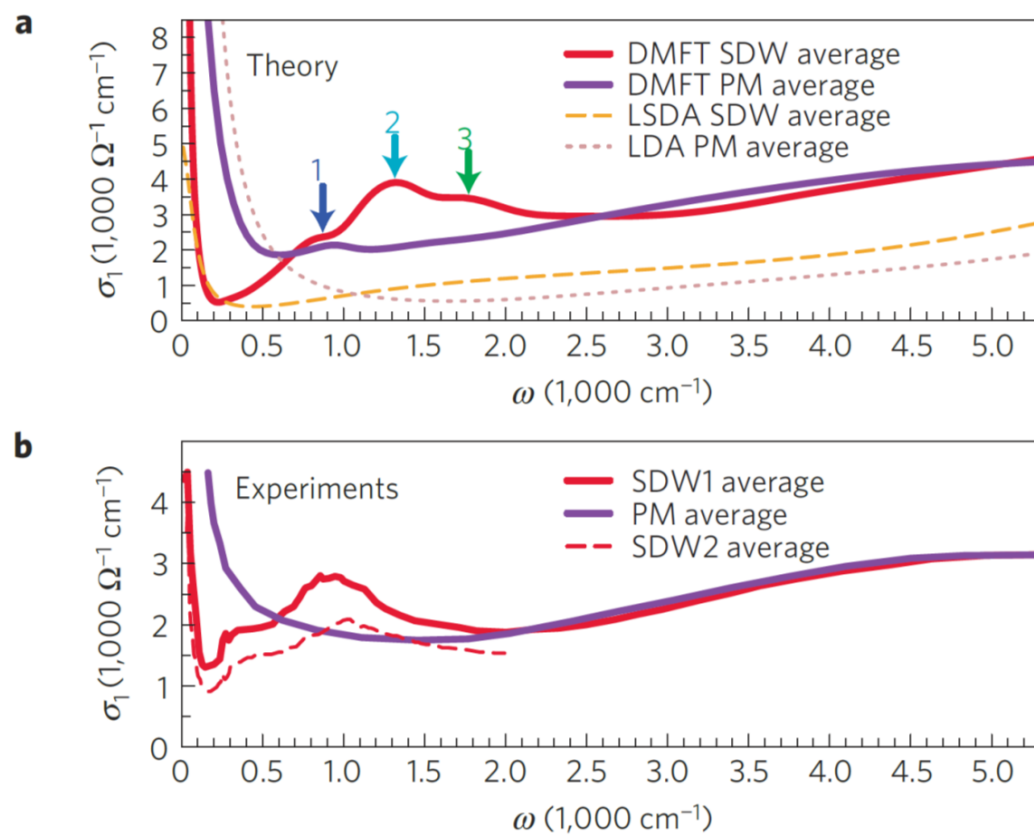 a
Theory
DMFT SDW average
DMFT PM average
LSDA SDW average
LDA PM average
1
2
3
σ₁ (1,000 Ω⁻¹ cm⁻¹)
8
7
6
5
4
3
2
1
0
0 0.5 1.0 1.5 2.0 2.5 3.0 3.5 4.0 4.5 5.0
ω (1,000 cm⁻¹)
b
Experiments
SDW1 average
PM average
SDW2 average
σ₁ (1,000 Ω⁻¹ cm⁻¹)
4
3
2
1
0
0 0.5 1.0 1.5 2.0 2.5 3.0 3.5 4.0 4.5 5.0
ω (1,000 cm⁻¹)